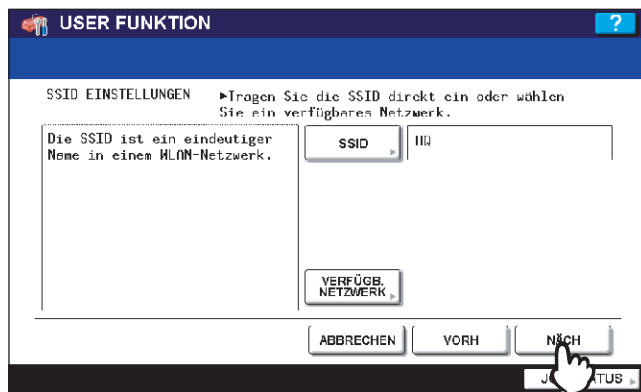 USER FUNKTION
?
SSID EINSTELLUNGEN
►Tragen Sie die SSID direkt ein oder wählen
Sie ein verfügbares Netzwerk.
Die SSID ist ein eindeutiger
Name in einem WLAN-Netzwerk.
SSID
HQ
VERFÜGB.
NETZWERK
ABBRECHEN
VORH
NÄCH